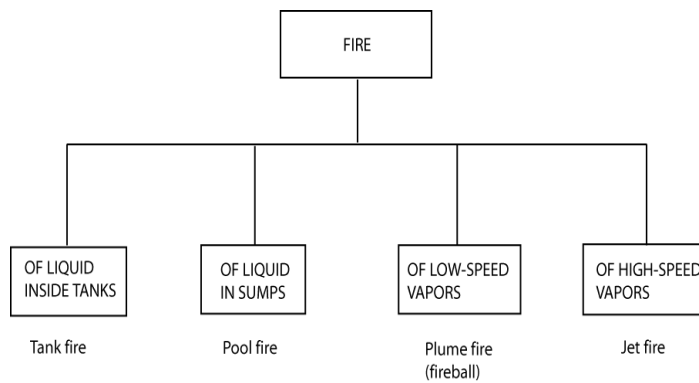 FIRE
OF LIQUID
INSIDE TANKS
OF LIQUID
IN SUMPS
OF LOW-SPEED
VAPORS
OF HIGH-SPEED
VAPORS
Tank fire
Pool fire
Plume fire
(fireball)
Jet fire